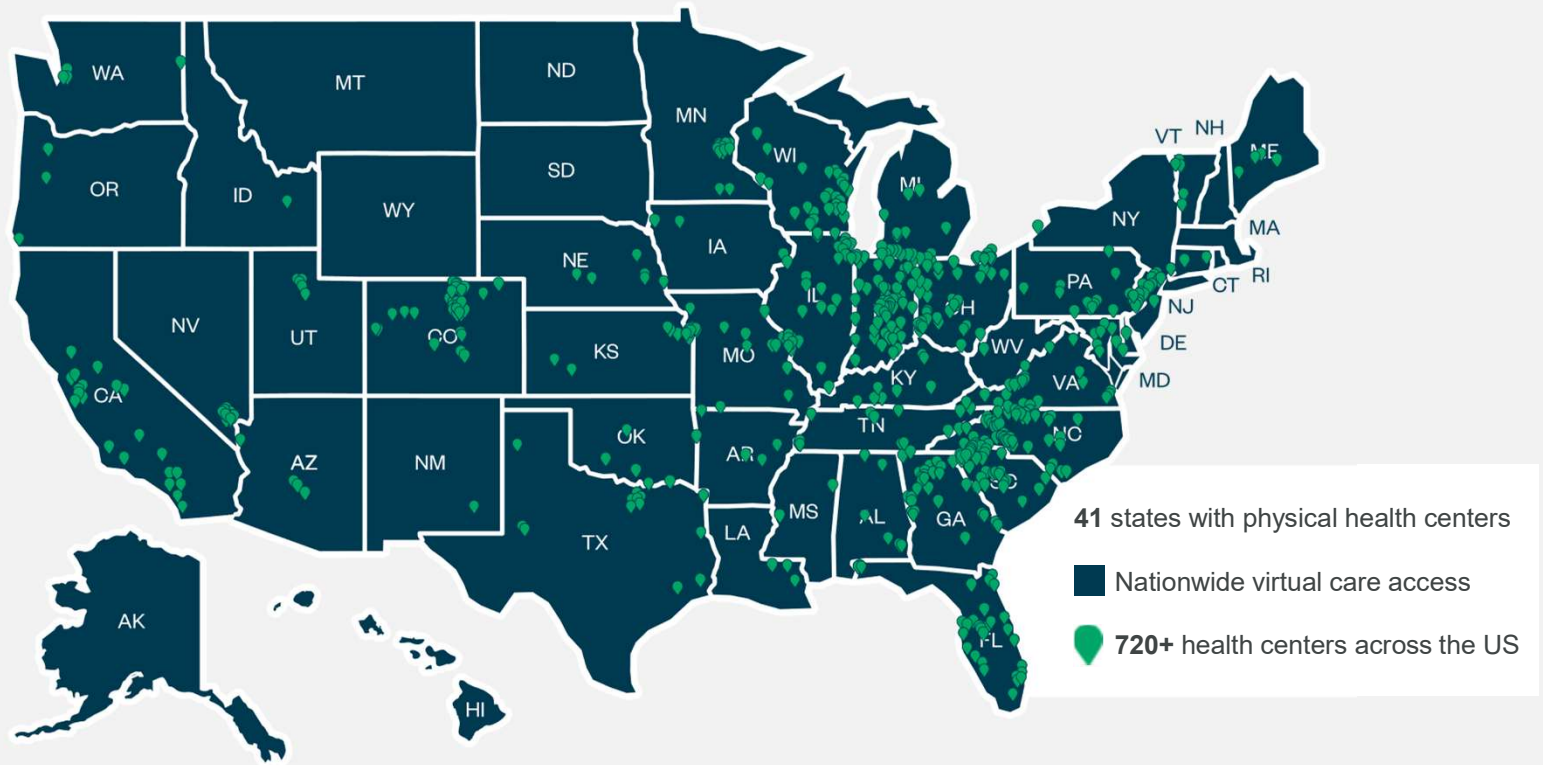 WA
MT
ND
MN
VT
NH
ME
OR
ID
SD
WI
MI
WY
NY
MA
IA
NE
PA
RI
CT
NV
UT
CO
IL
OH
NJ
KS
MO
WV
DE
CA
KY
VA
MD
AZ
NM
OK
TN
NC
AR
SC
TX
LA
MS
AL
GA
41 states with physical health centers
Nationwide virtual care access
AK
720+ health centers across the US
FL
HI